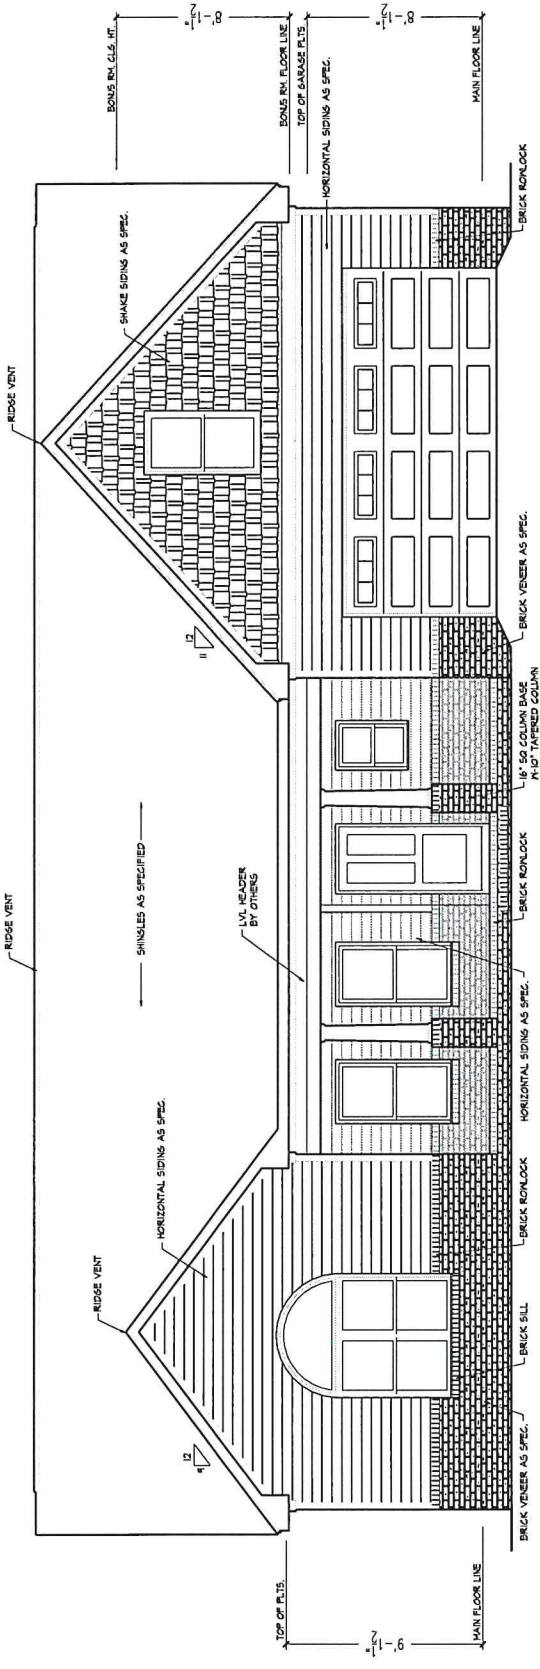 RIDGE VENT
RIDGE VENT
RIDGE VENT
BONUS RM. CLG. HT.
8'-1 1/2"
SHAKE SIDING AS SPEC.
SHINGLES AS SPECIFIED
HORIZONTAL SIDING AS SPEC.
12
9
12
11
LVL HEADER
BY OTHERS
BONUS RM. FLOOR LINE
TOP OF PLTS.
TOP OF GARAGE PLTS
HORIZONTAL SIDING AS SPEC.
9'-1 1/2"
8'-1 1/2"
MAIN FLOOR LINE
MAIN FLOOR LINE
BRICK VENEER AS SPEC.
BRICK SILL
BRICK ROWLOCK
HORIZONTAL SIDING AS SPEC.
BRICK ROWLOCK
16" SQ COLUMN BASE
W-10" TAPERED COLUMN
BRICK VENEER AS SPEC.
BRICK ROWLOCK